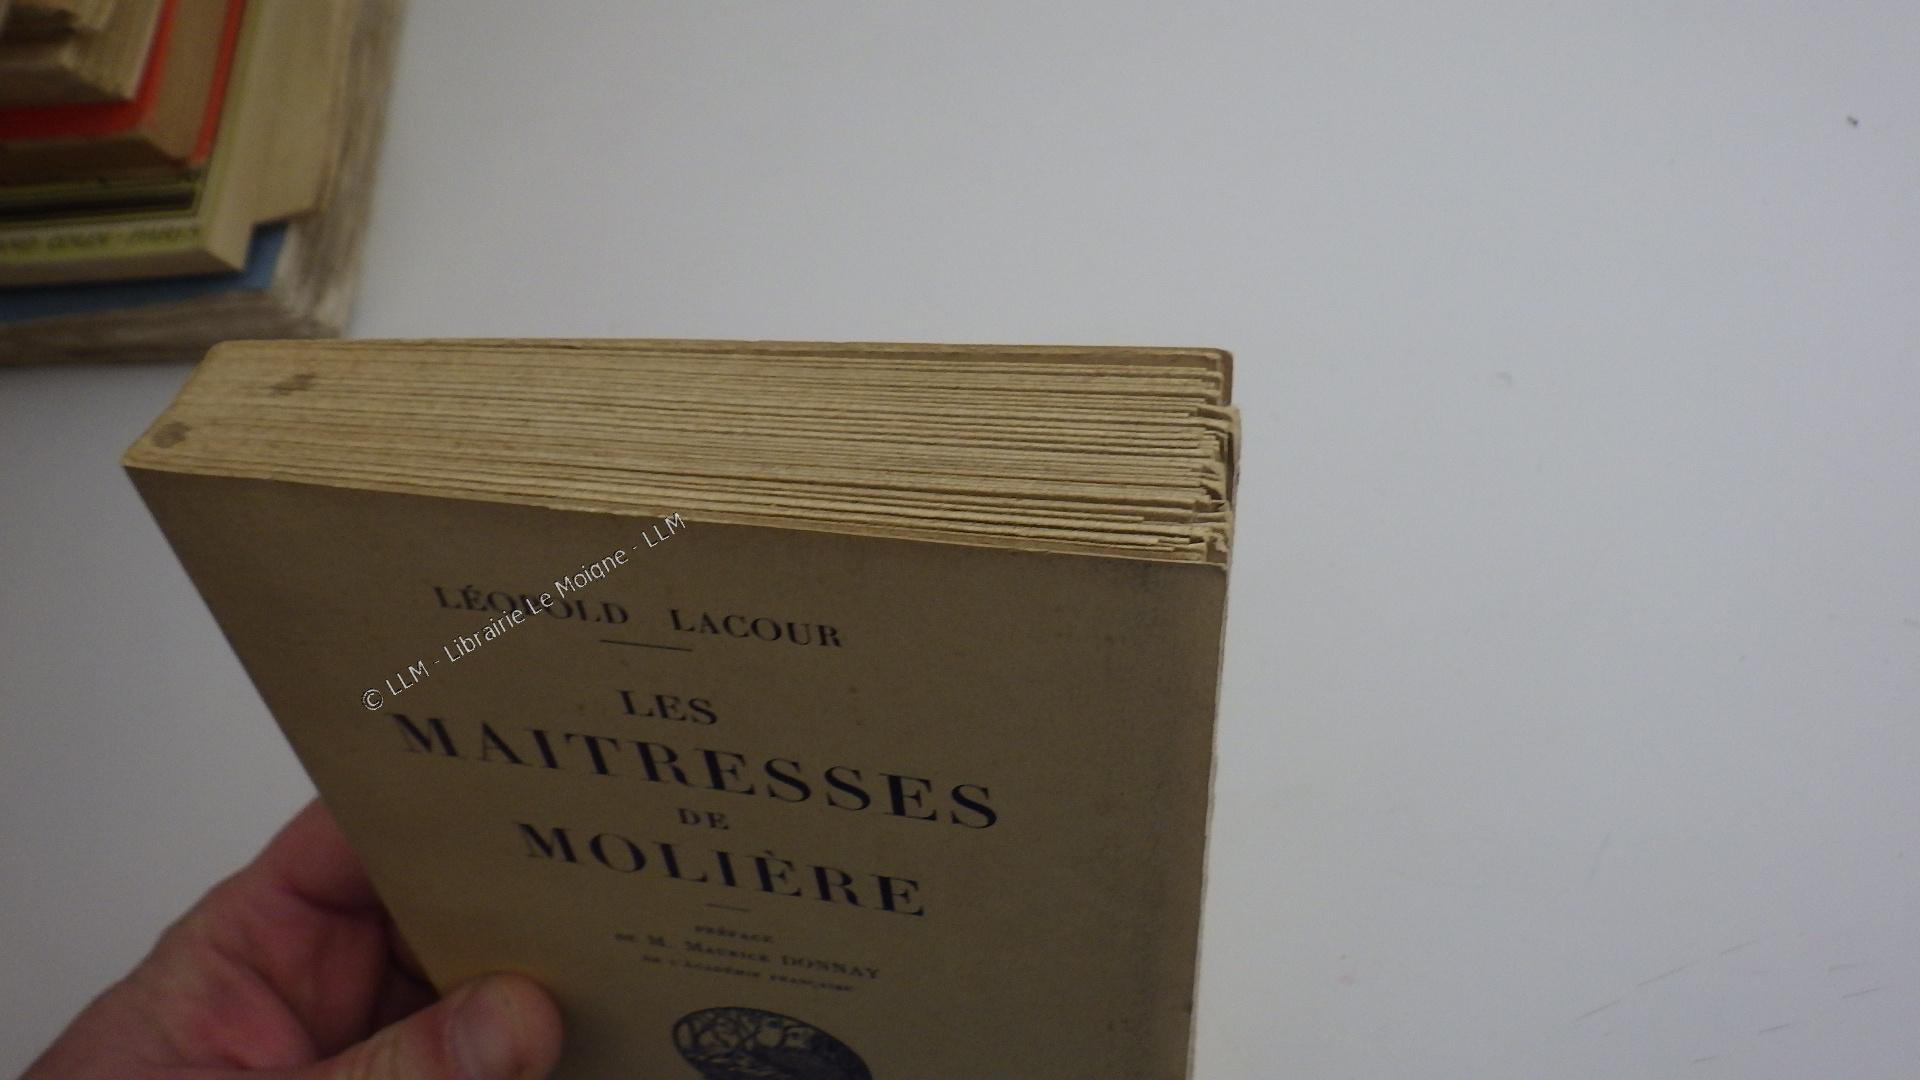 LÉOPOLD LACOUR
LES
MAITRESSES
DE
MOLIÈRE
PRÉFACE
DE M. MAURICE DONNAY
DE L'ACADÉMIE FRANÇAISE
© LLM - Librairie Le Moigne - LLM